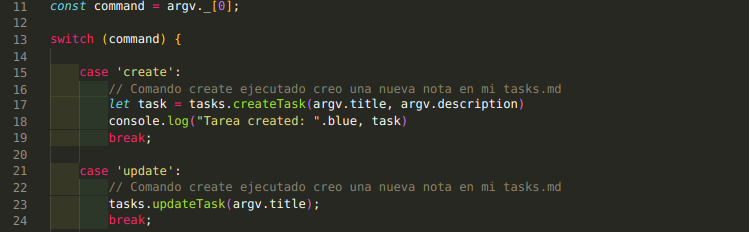 11 const command = argv._[0];
12
13 switch (command) {
14
15 case 'create':
16 // Comando create ejecutado creo una nueva nota en mi tasks.md
17 let task = tasks.createTask(argv.title, argv.description)
18 console.log("Tarea created: ".blue, task)
19 break;
20
21 case 'update':
22 // Comando create ejecutado creo una nueva nota en mi tasks.md
23 tasks.updateTask(argv.title);
24 break;